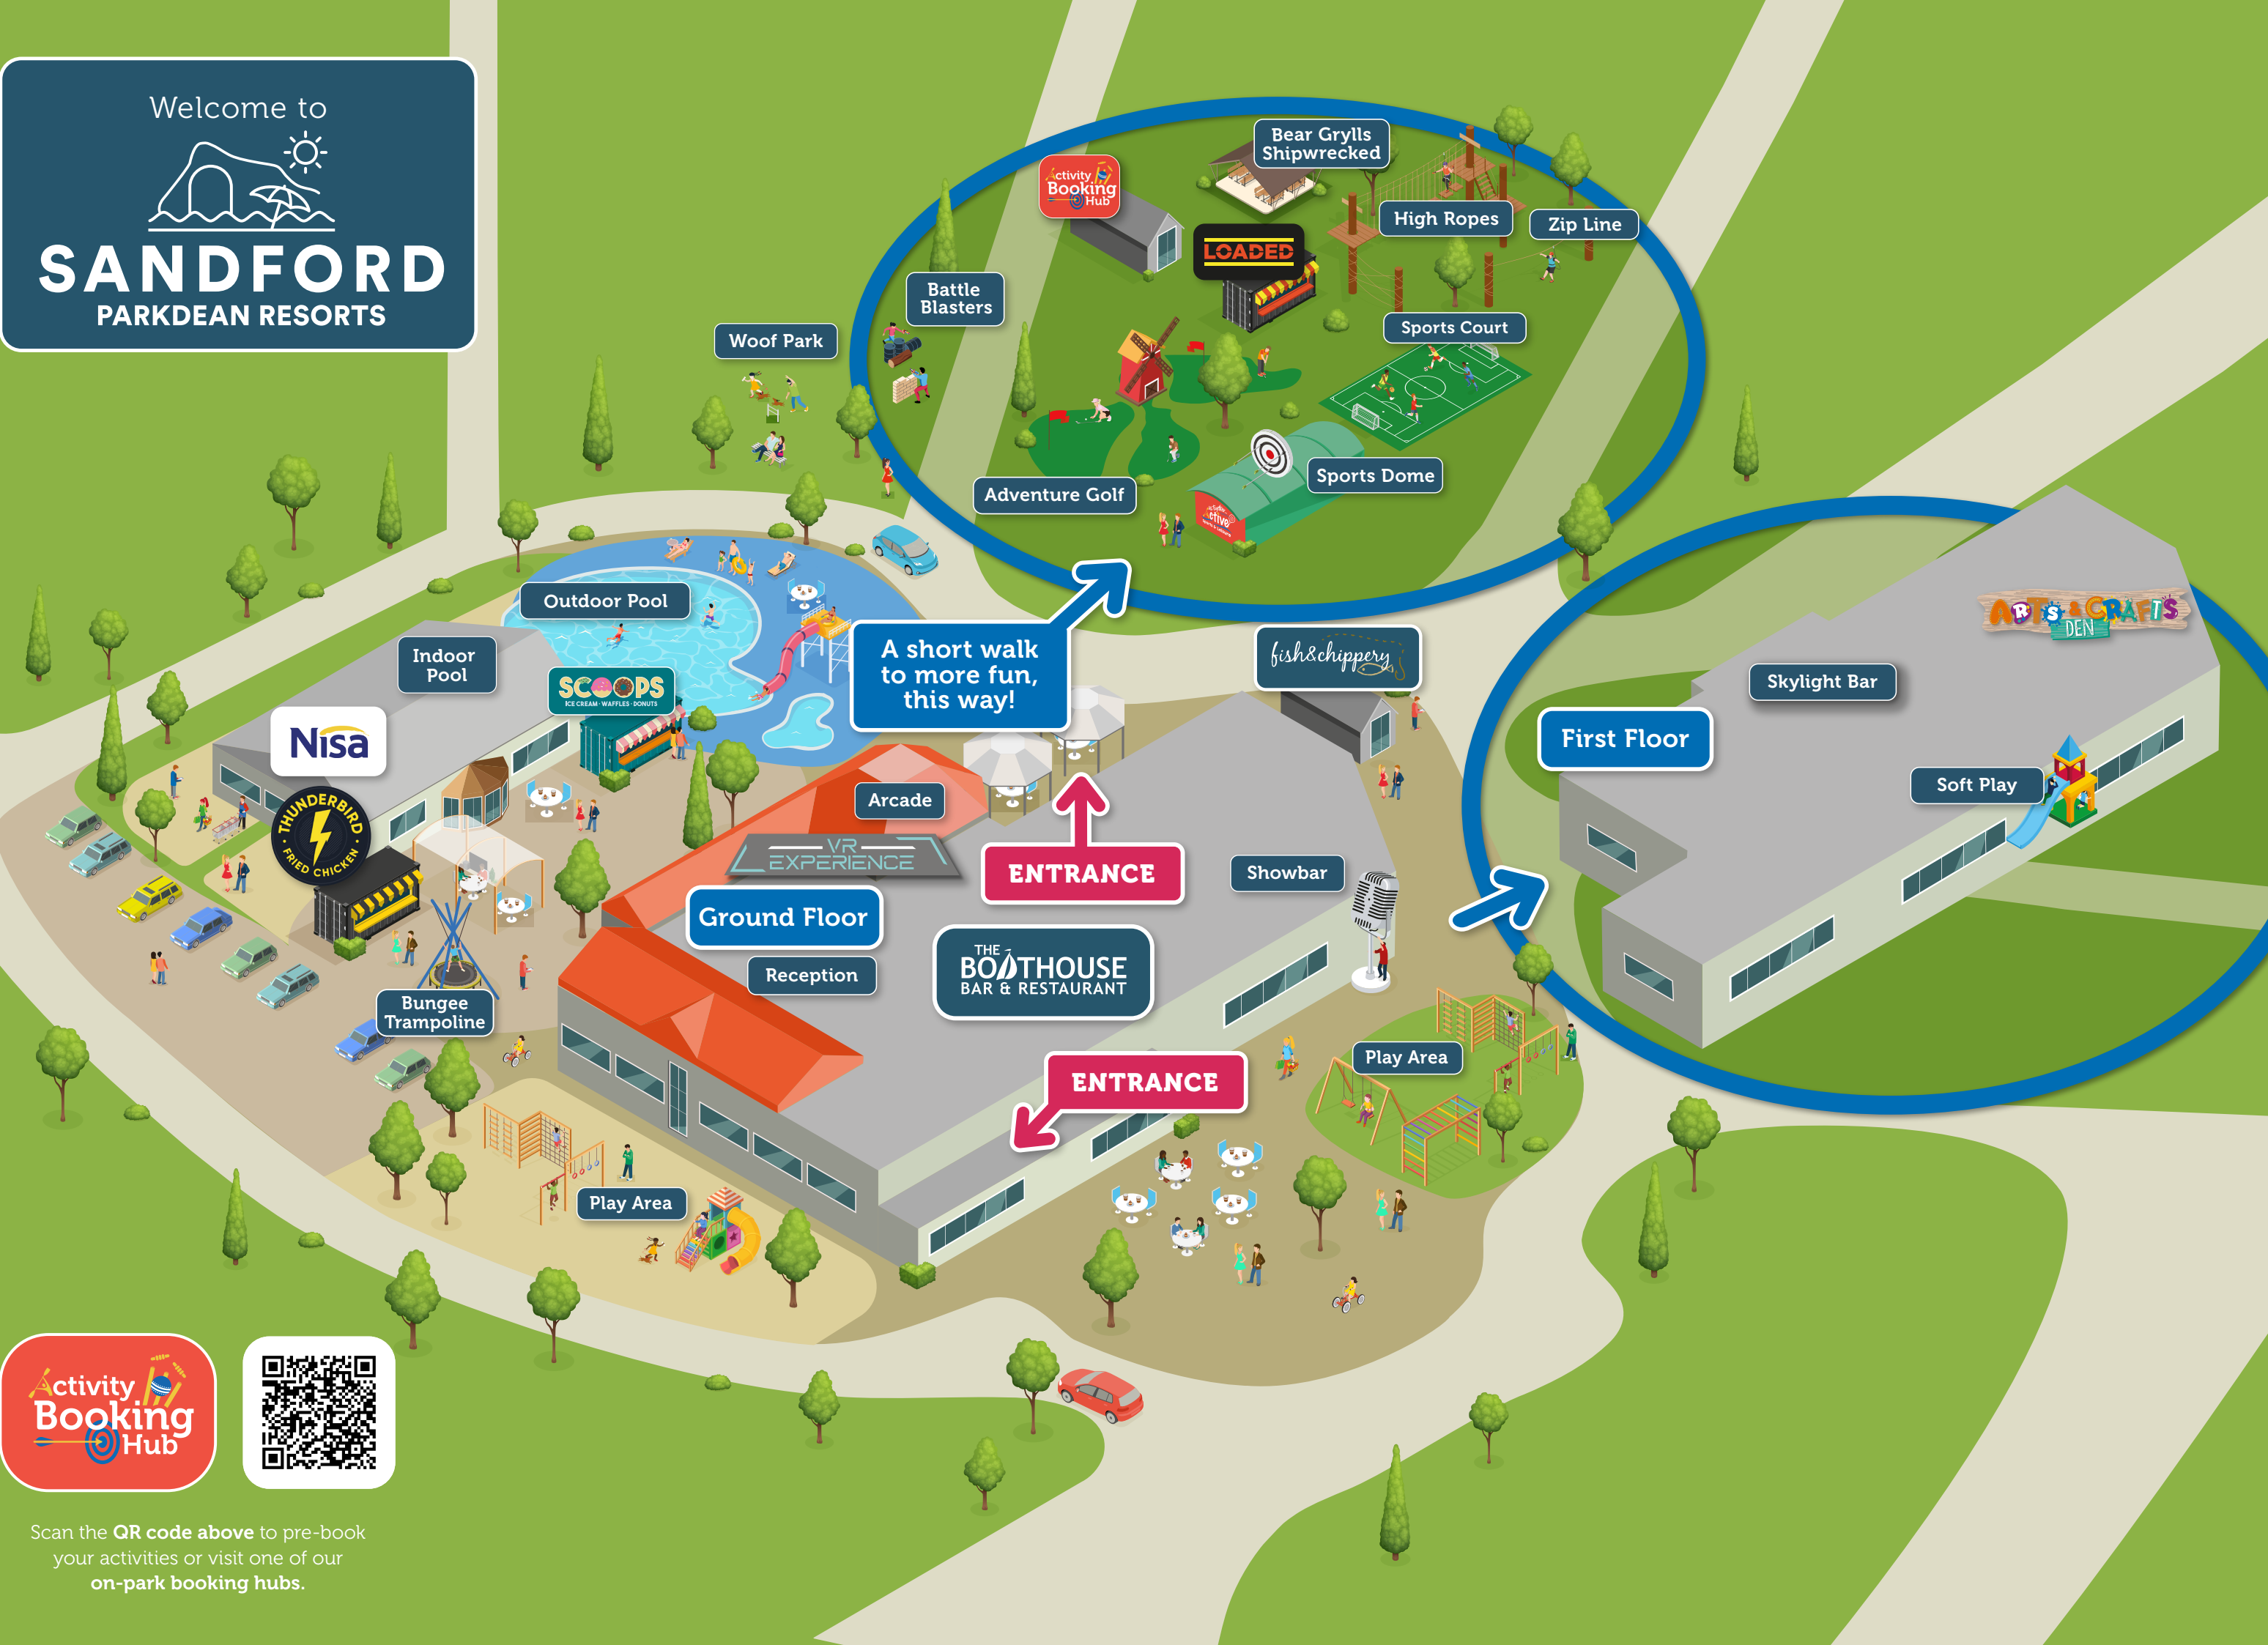 Welcome to
SANDFORD
PARKDEAN RESORTS
Bear Grylls
Shipwrecked
Activity
Booking
Hub
High Ropes
Zip Line
LOADED
Battle
Blasters
Woof Park
Sports Court
Sports Dome
Adventure Golf
Active
Outdoor Pool
Indoor
Pool
SCOOPS
ICE CREAM · WAFFLES · DONUTS
A short walk
to more fun,
this way!
fish&chippery
ARTS & CRAFTS
DEN
Skylight Bar
First Floor
Soft Play
Nisa
THUNDERBIRD
FRIED CHICKEN
Arcade
VR
EXPERIENCE
ENTRANCE
Showbar
Ground Floor
Reception
THE
BOATHOUSE
BAR & RESTAURANT
Bungee
Trampoline
ENTRANCE
Play Area
Play Area
Activity
Booking
Hub
Scan the QR code above to pre-book
your activities or visit one of our
on-park booking hubs.